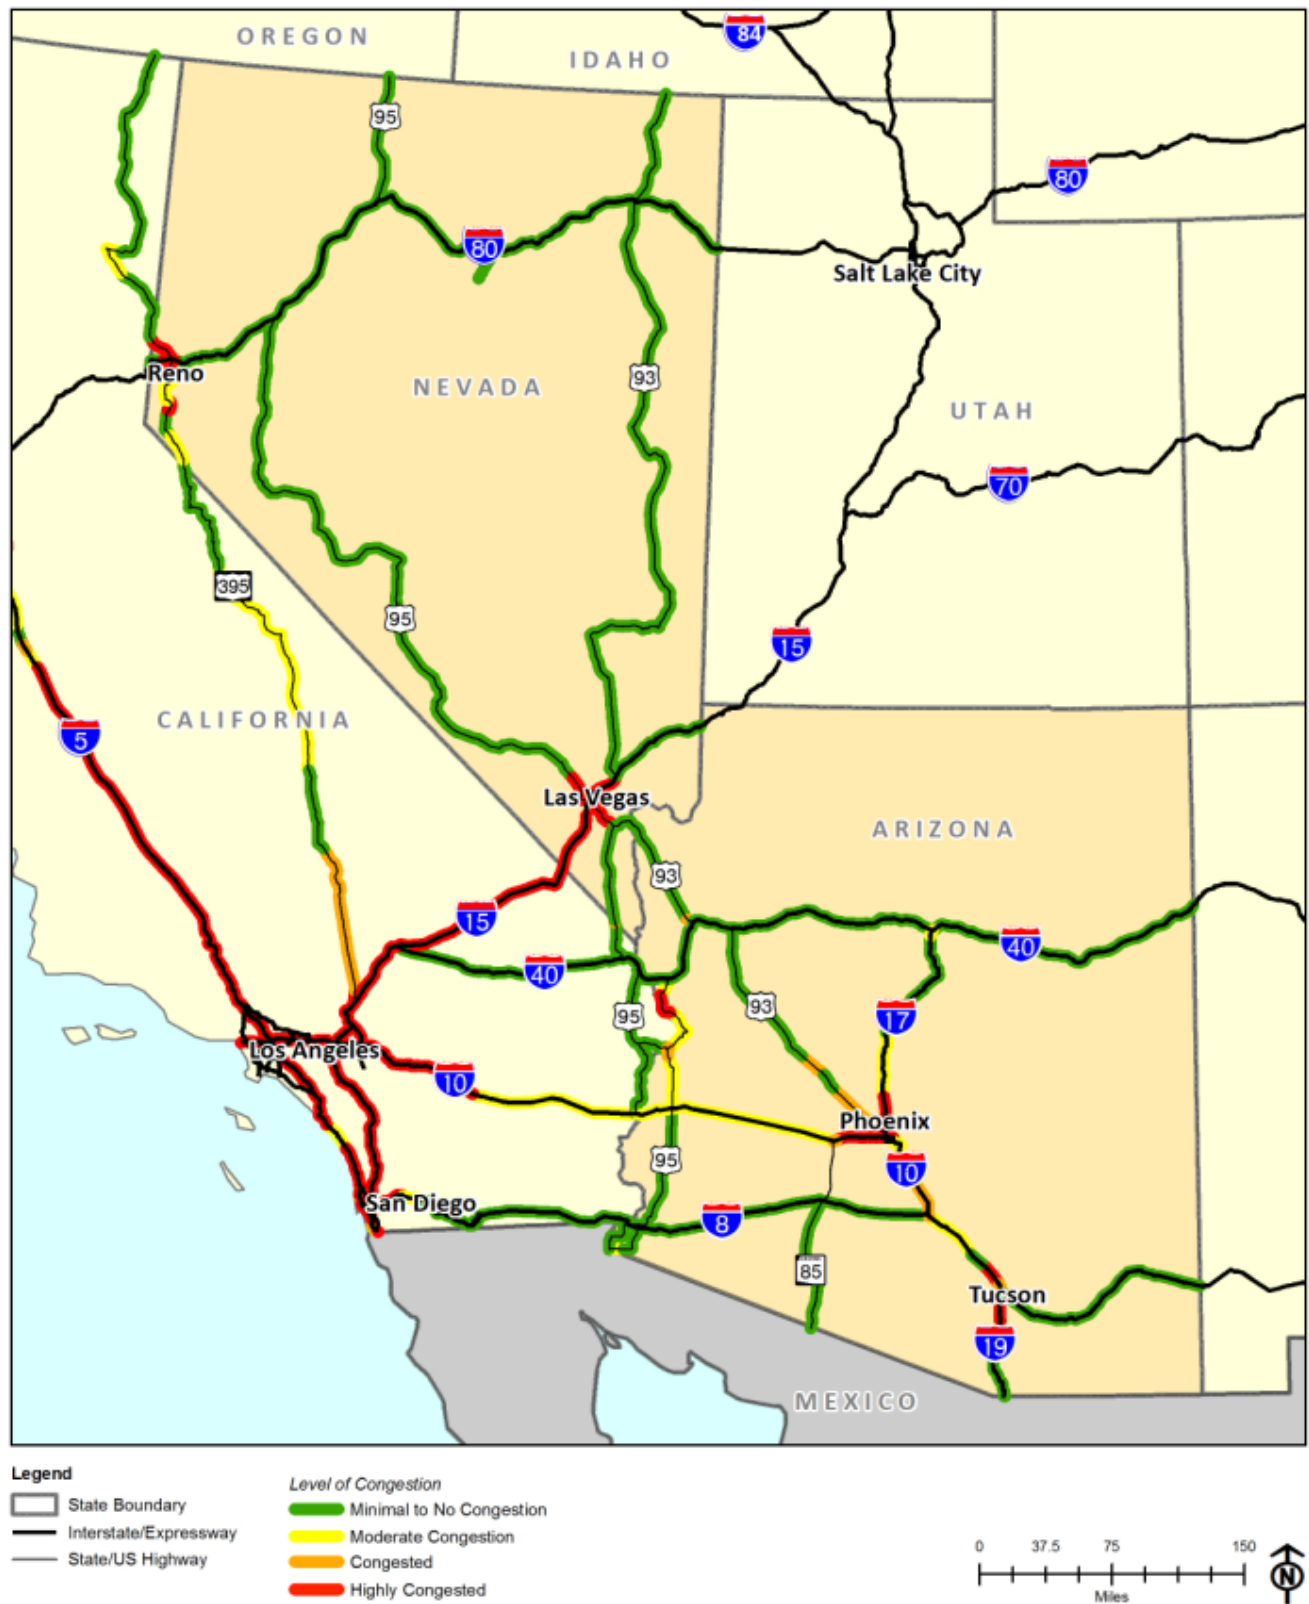 OREGON
IDAHO
84
95
80
80
Salt Lake City
Reno
93
NEVADA
UTAH
70
395
95
15
5
CALIFORNIA
Las Vegas
ARIZONA
93
15
40
40
95
93
17
Los Angeles
10
Phoenix
95
10
San Diego
8
85
Tucson
19
MEXICO
Legend
State Boundary
Interstate/Expressway
State/US Highway
Level of Congestion
Minimal to No Congestion
Moderate Congestion
Congested
Highly Congested
0 37.5 75 150
Miles
N